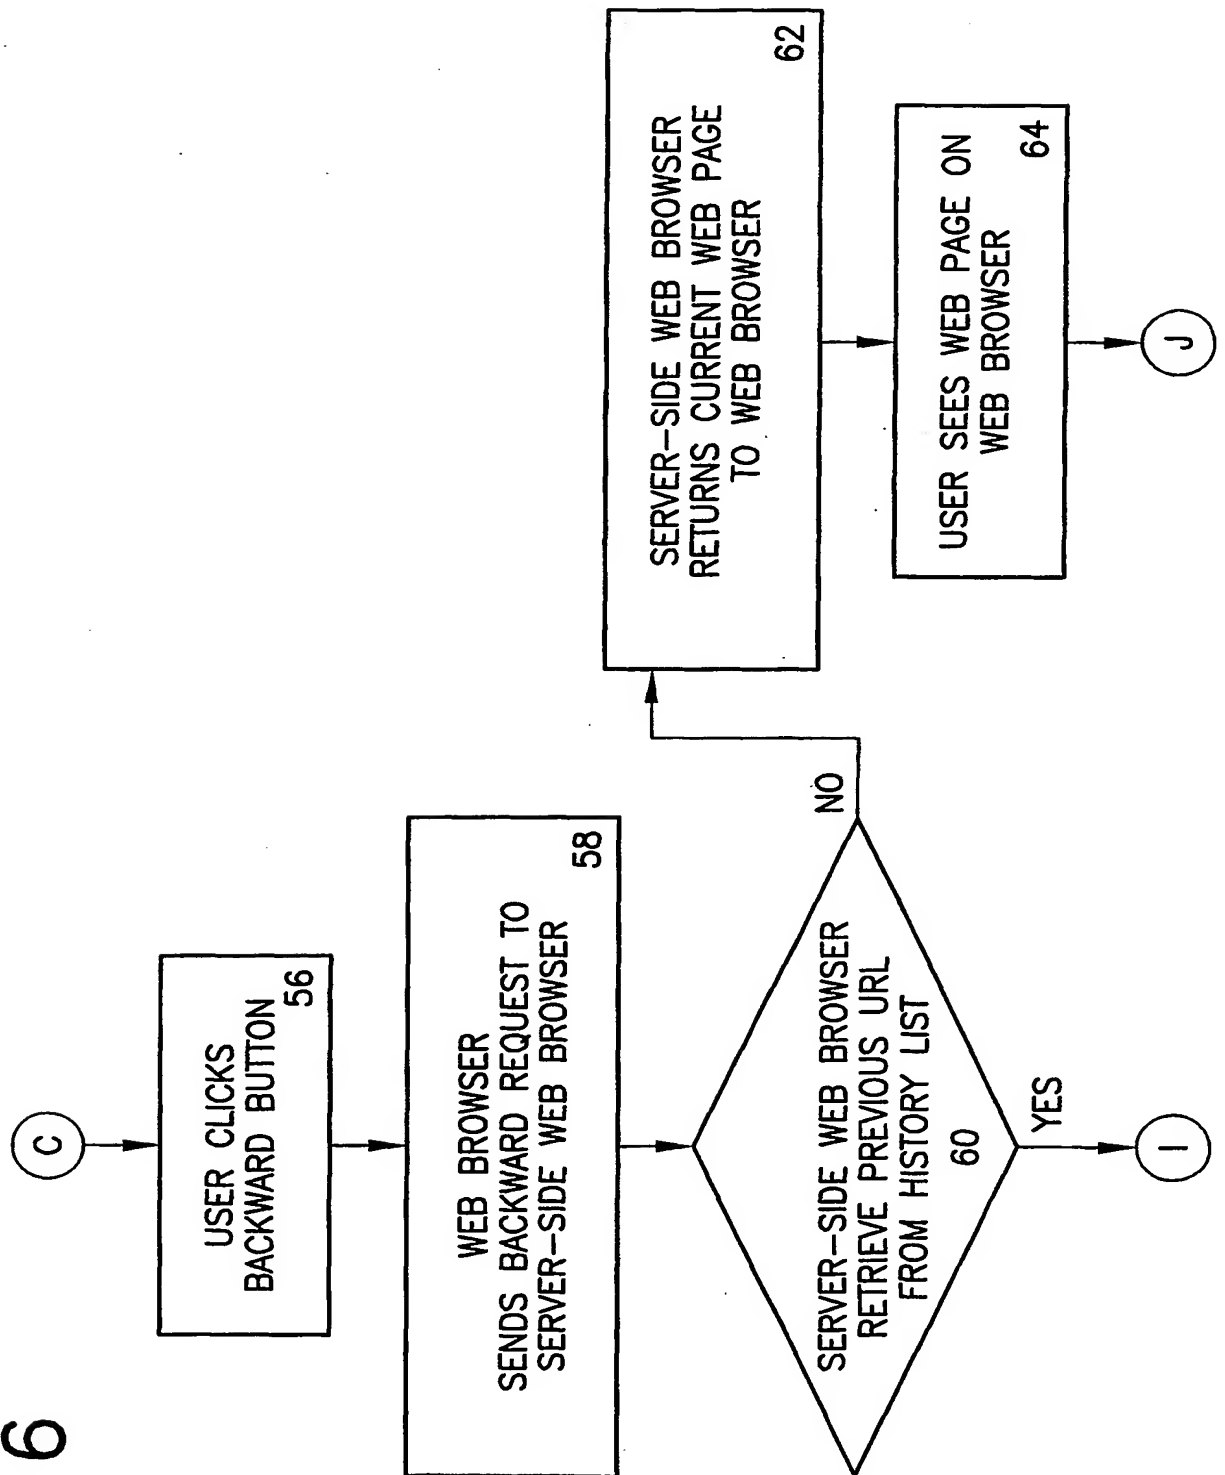 6
C
USER CLICKS
BACKWARD BUTTON
56
WEB BROWSER
SENDS BACKWARD REQUEST TO
SERVER-SIDE WEB BROWSER
58
SERVER-SIDE WEB BROWSER
RETRIEVE PREVIOUS URL
FROM HISTORY LIST
60
NO
YES
I
SERVER-SIDE WEB BROWSER
RETURNS CURRENT WEB PAGE
TO WEB BROWSER
62
USER SEES WEB PAGE ON
WEB BROWSER
64
J